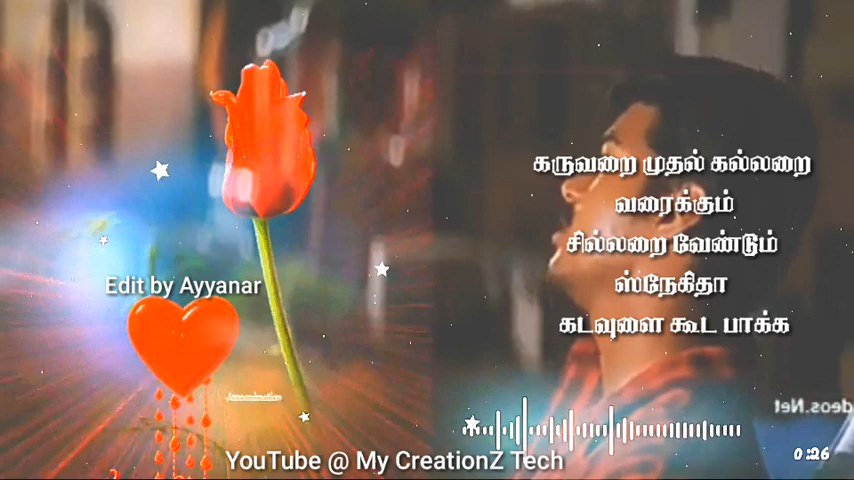 கருவறை முதல் கல்லறை
வரைக்கும்
சில்லறை வேண்டும்
ஸ்நேகிதா
கடவுளை கூட பாக்க
Edit by Ayyanar
YouTube @ My CreationZ Tech
0:26